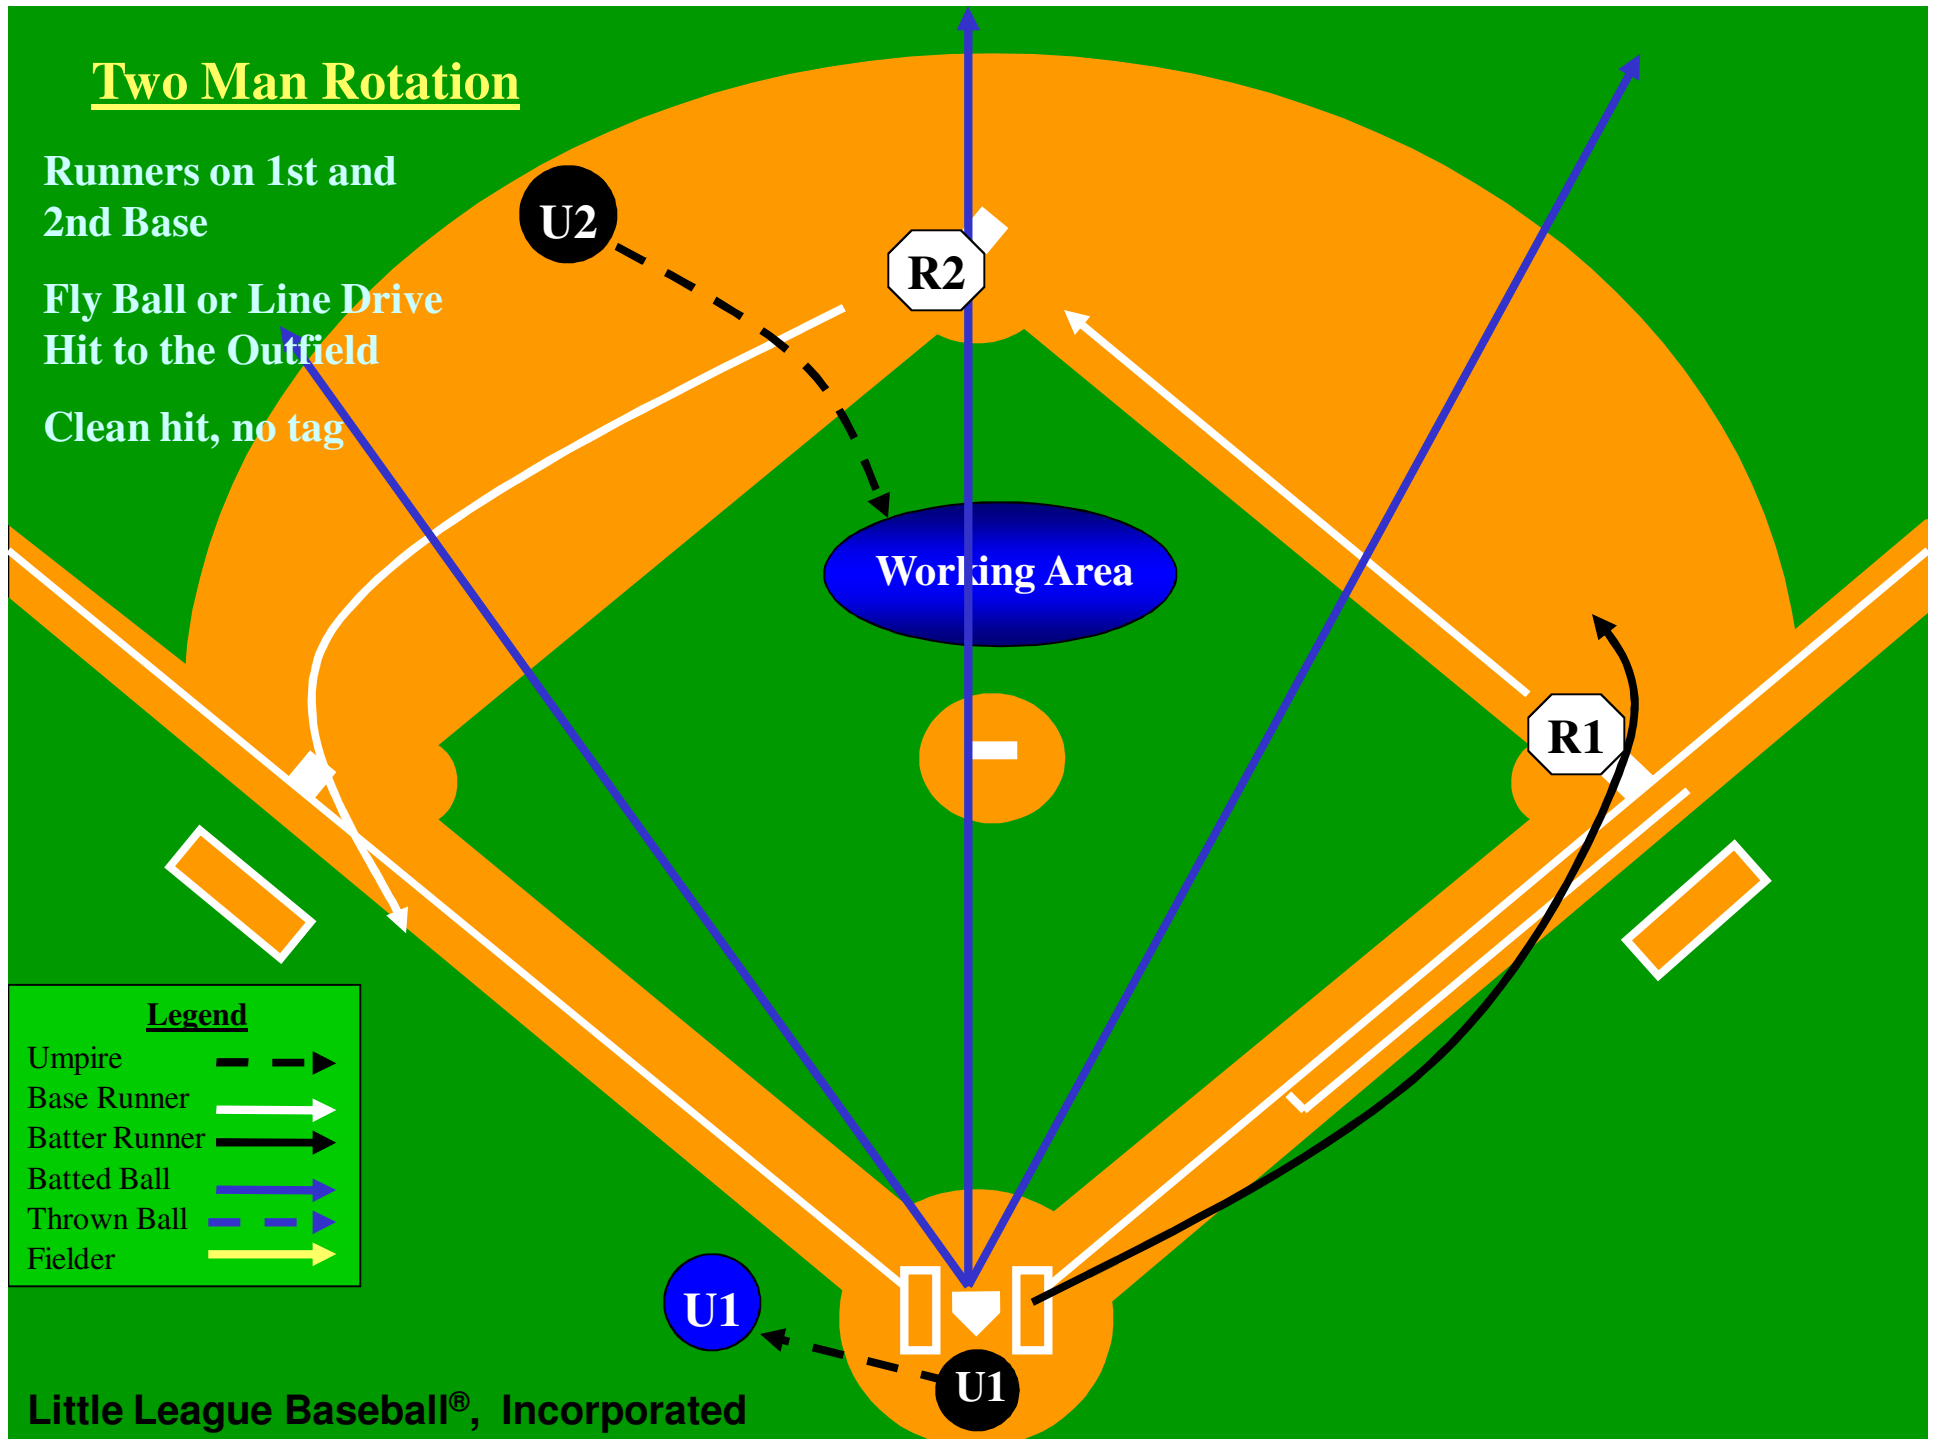 Two Man Rotation
Runners on 1st and
2nd Base
Fly Ball or Line Drive
Hit to the Outfield
Clean hit, no tag
U2
R2
Working Area
R1
Legend
Umpire
Base Runner
Batter Runner
Batted Ball
Thrown Ball
Fielder
U1
U1
Little League Baseball®, Incorporated